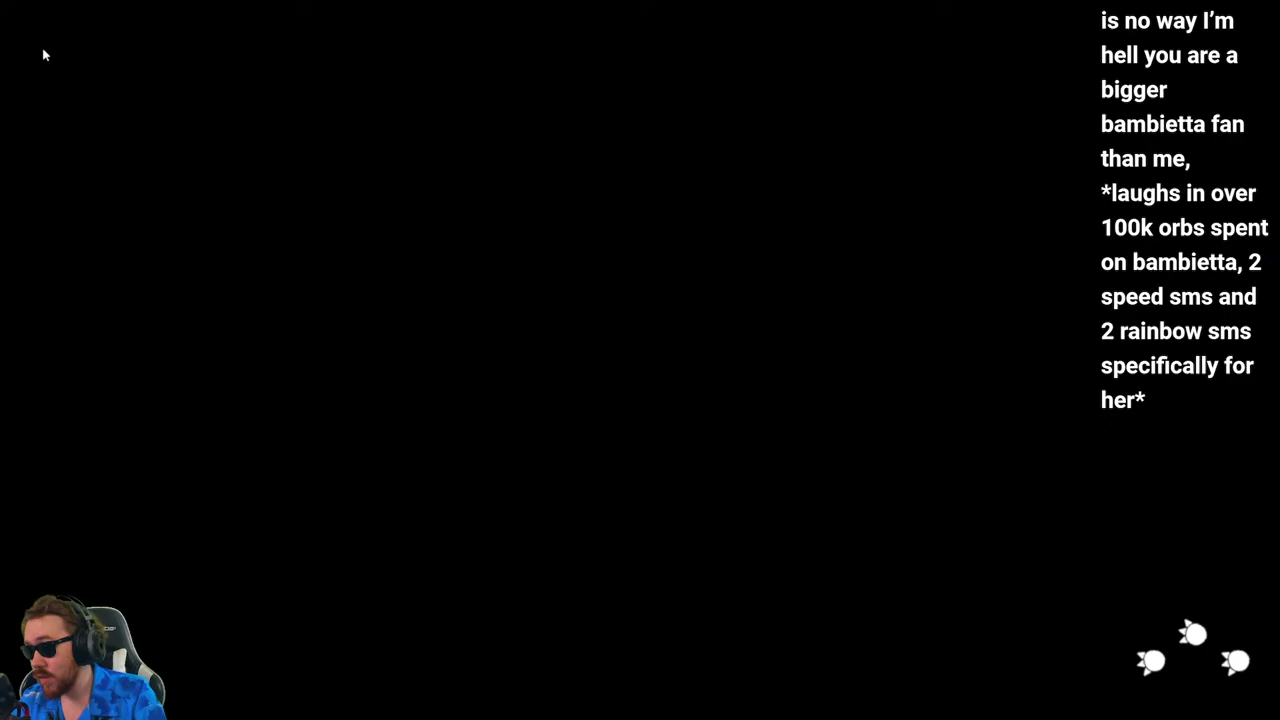 is no way I’m
hell you are a
bigger
bambietta fan
than me,
*laughs in over
100k orbs spent
on bambietta, 2
speed sms and
2 rainbow sms
specifically for
her*